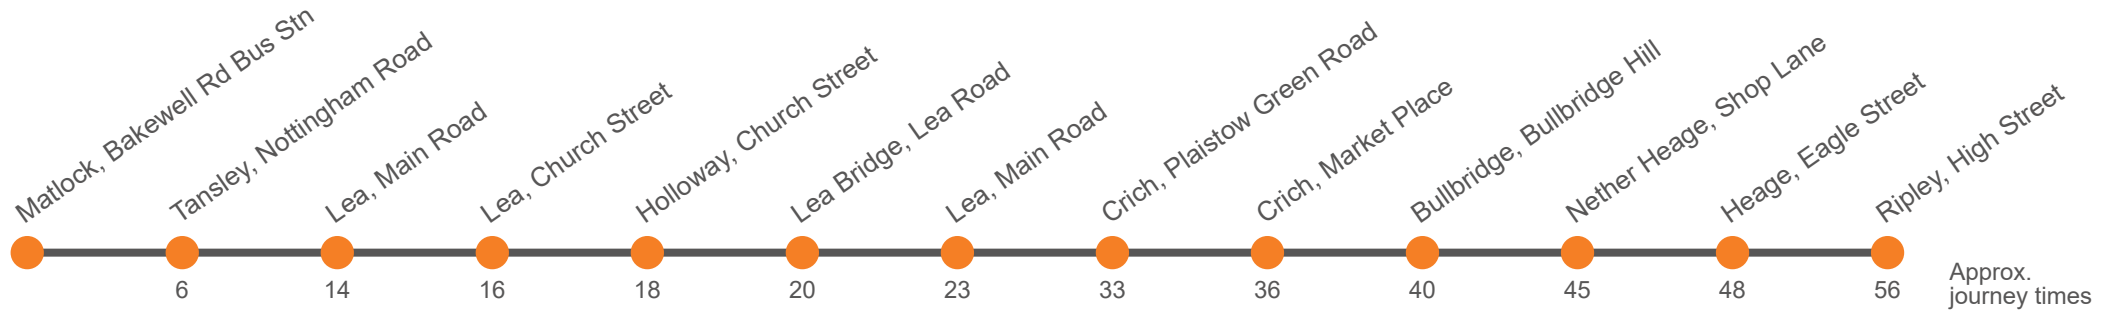 Matlock, Bakewell Rd Bus Stn
Tansley, Nottingham Road
Lea, Main Road
Lea, Church Street
Holloway, Church Street
Lea Bridge, Lea Road
Lea, Main Road
Crich, Plaistow Green Road
Crich, Market Place
Bullbridge, Bullbridge Hill
Nether Heage, Shop Lane
Heage, Eagle Street
Ripley, High Street
6 14 16 18 20 23 33 36 40 45 48 56
Approx.
journey times